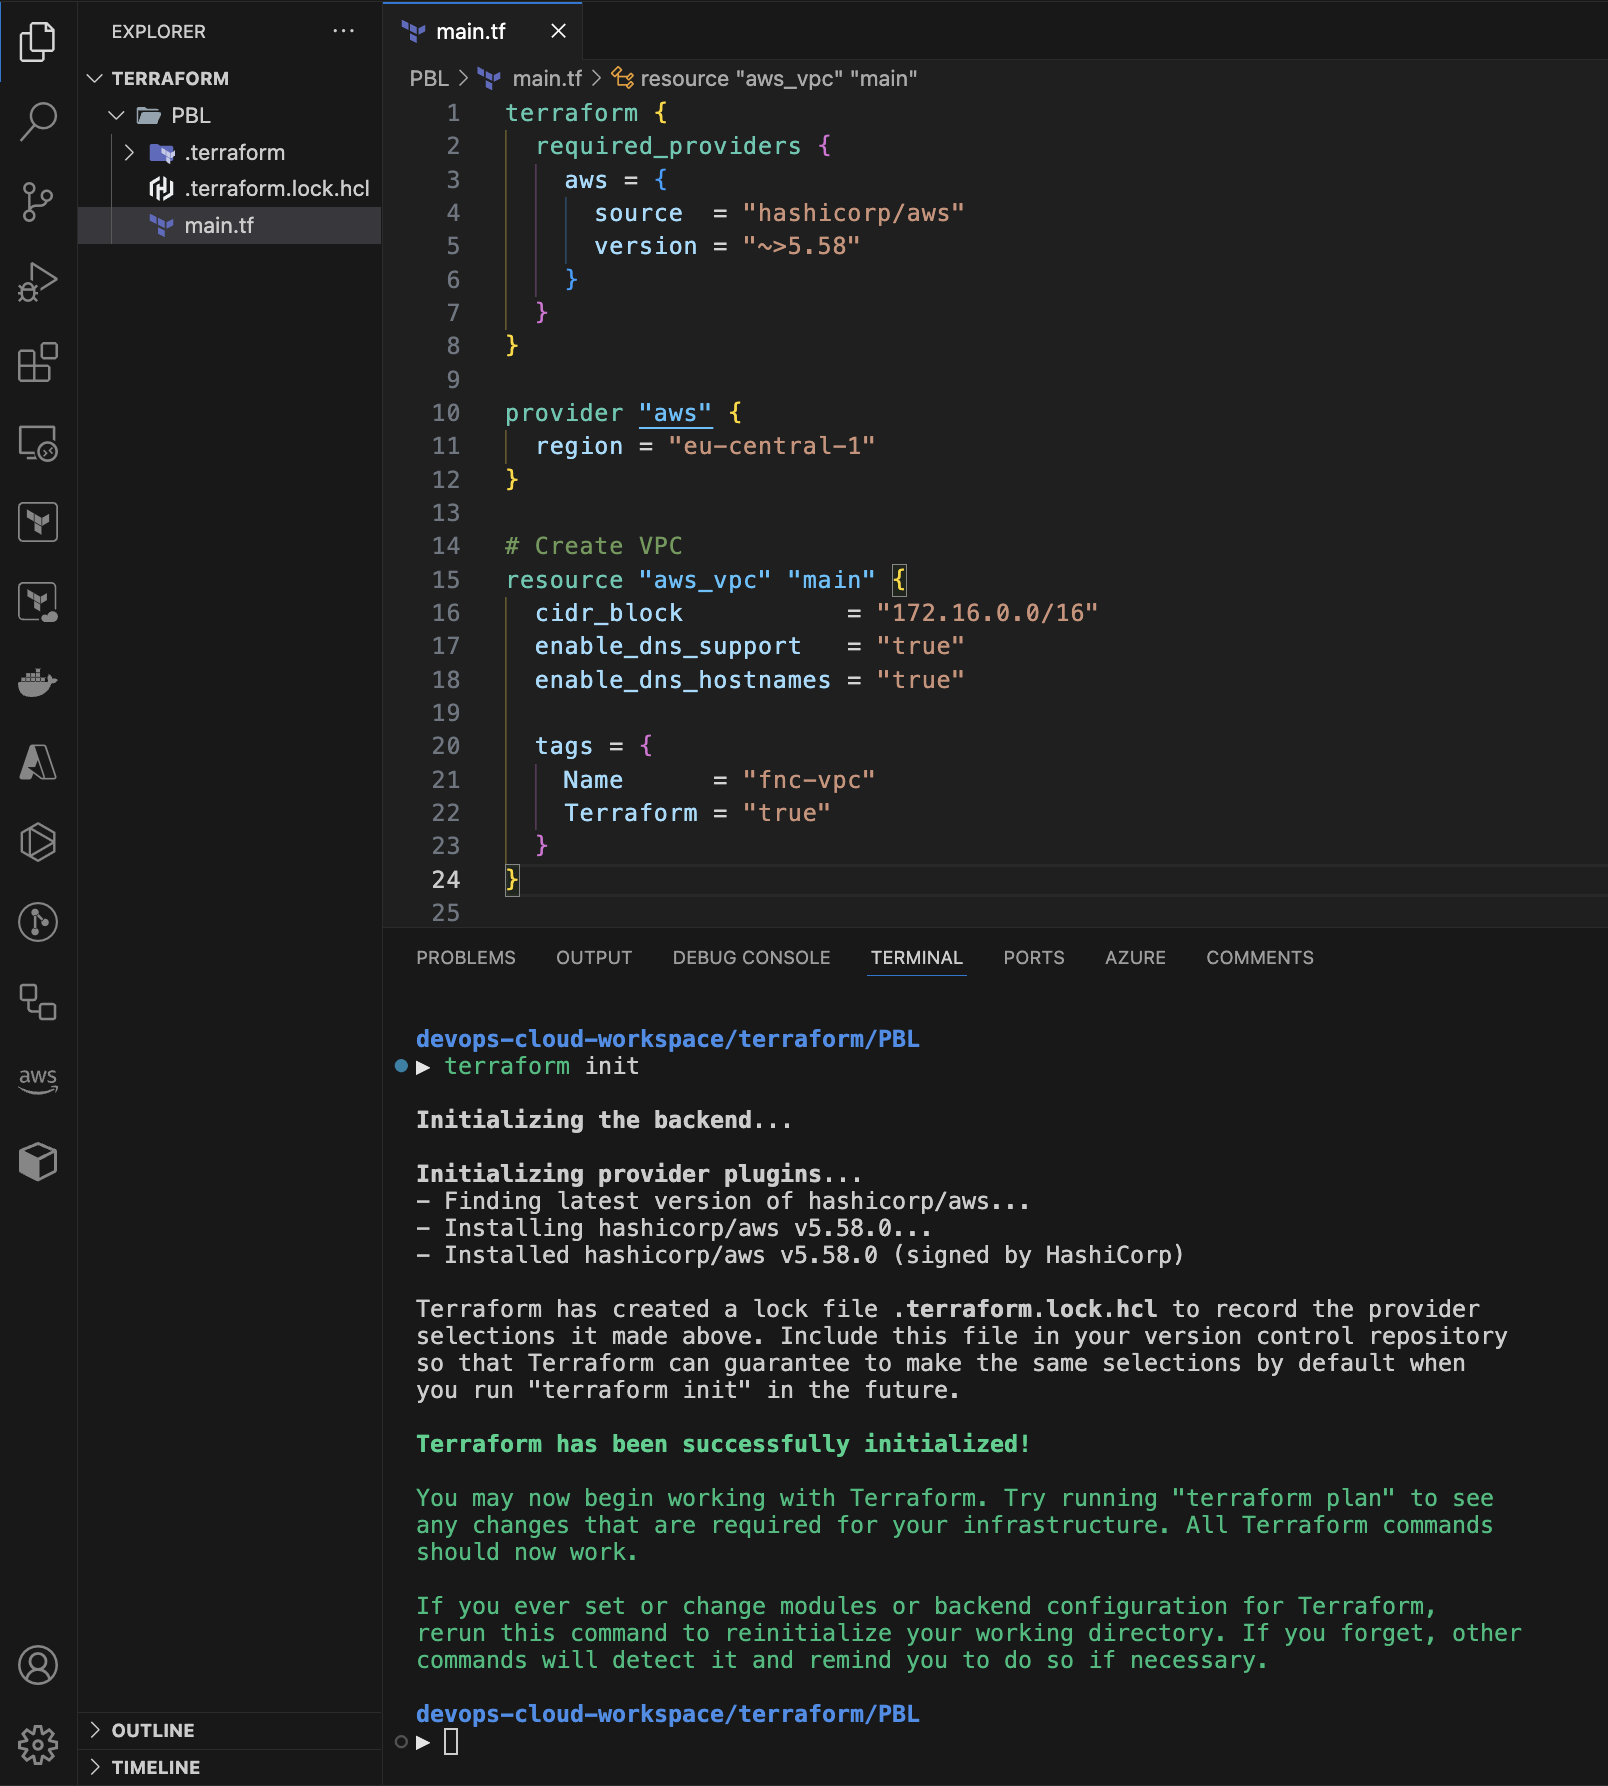 EXPLORER
TERRAFORM
PBL
.terraform
.terraform.lock.hcl
main.tf
aws
OUTLINE
TIMELINE
main.tf
PBL > main.tf > resource "aws_vpc" "main"
1 terraform {
2   required_providers {
3     aws = {
4       source  = "hashicorp/aws"
5       version = "~>5.58"
6     }
7   }
8 }
9
10 provider "aws" {
11   region = "eu-central-1"
12 }
13
14 # Create VPC
15 resource "aws_vpc" "main" {
16   cidr_block           = "172.16.0.0/16"
17   enable_dns_support   = "true"
18   enable_dns_hostnames = "true"
19
20   tags = {
21     Name      = "fnc-vpc"
22     Terraform = "true"
23   }
24 }
25
PROBLEMS OUTPUT DEBUG CONSOLE TERMINAL PORTS AZURE COMMENTS
devops-cloud-workspace/terraform/PBL
terraform init
Initializing the backend...
Initializing provider plugins...
- Finding latest version of hashicorp/aws...
- Installing hashicorp/aws v5.58.0...
- Installed hashicorp/aws v5.58.0 (signed by HashiCorp)
Terraform has created a lock file .terraform.lock.hcl to record the provider
selections it made above. Include this file in your version control repository
so that Terraform can guarantee to make the same selections by default when
you run "terraform init" in the future.
Terraform has been successfully initialized!
You may now begin working with Terraform. Try running "terraform plan" to see
any changes that are required for your infrastructure. All Terraform commands
should now work.
If you ever set or change modules or backend configuration for Terraform,
rerun this command to reinitialize your working directory. If you forget, other
commands will detect it and remind you to do so if necessary.
devops-cloud-workspace/terraform/PBL